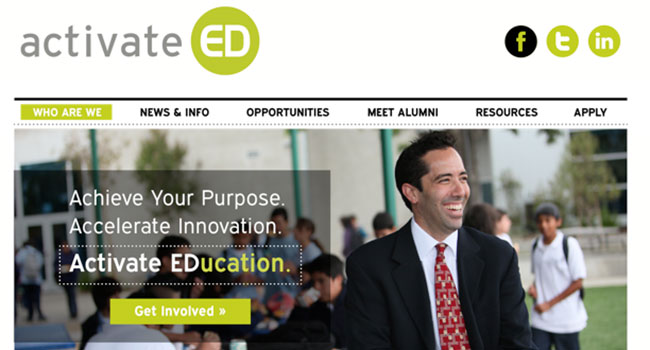 activate ED
f t in
WHO ARE WE NEWS & INFO OPPORTUNITIES MEET ALUMNI RESOURCES APPLY
Achieve Your Purpose.
Accelerate Innovation.
Activate EDucation.
Get Involved »